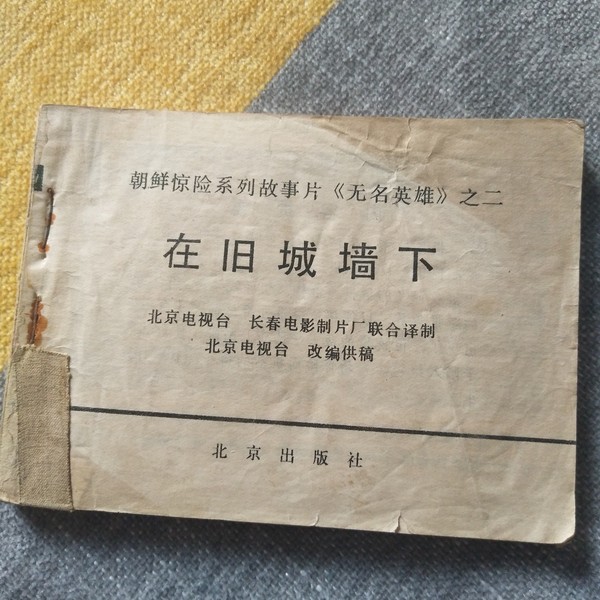 朝鲜惊险系列故事片《无名英雄》之二
在旧城墙下
北京电视台 长春电影制片厂联合译制
北京电视台 改编供稿
北京出版社